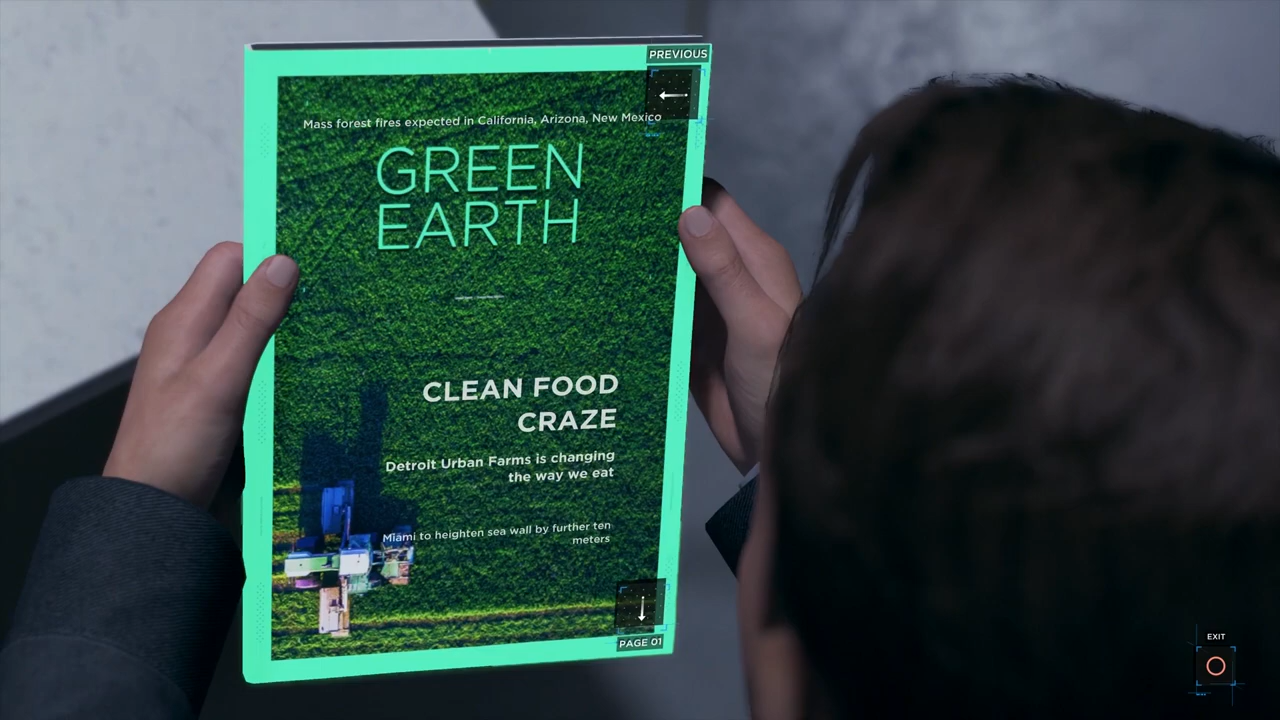 PREVIOUS
Mass forest fires expected in California, Arizona, New Mexico
GREEN
EARTH
CLEAN FOOD
CRAZE
Detroit Urban Farms is changing
the way we eat
Miami to heighten sea wall by further ten
meters
PAGE 01
EXIT